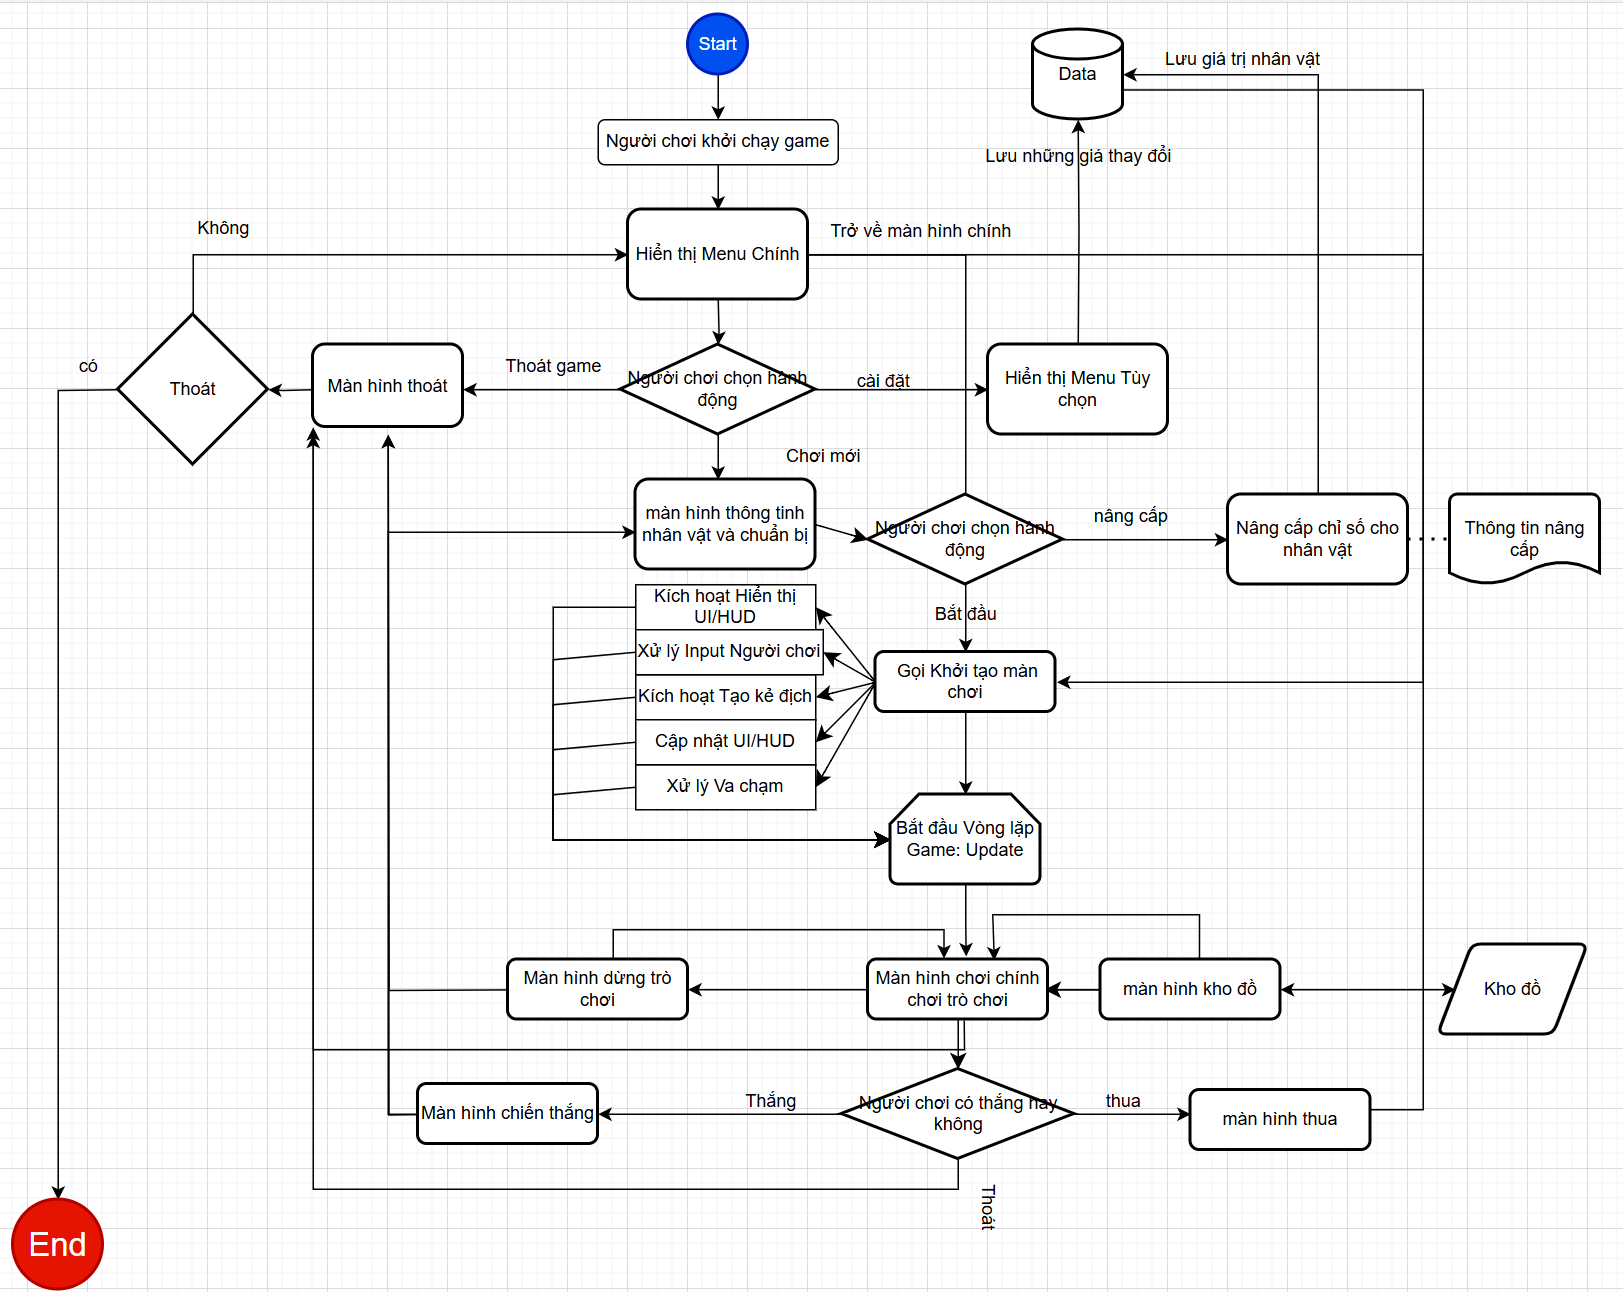 Start
Data
Lưu giá trị nhân vật
Người chơi khởi chạy game
Lưu những giá thay đổi
Không
Hiển thị Menu Chính
Trở về màn hình chính
có
Thoát
Màn hình thoát
Thoát game
Người chơi chọn hành
động
cài đặt
Hiển thị Menu Tùy
chọn
Chơi mới
màn hình thông tinh
nhân vật và chuẩn bị
Người chơi chọn hành
động
nâng cấp
Nâng cấp chỉ số cho
nhân vật
Thông tin nâng
cấp
Kích hoạt Hiển thị
UI/HUD
Bắt đầu
Xử lý Input Người chơi
Gọi Khởi tạo màn
chơi
Kích hoạt Tạo kẻ địch
Cập nhật UI/HUD
Xử lý Va chạm
Bắt đầu Vòng lặp
Game: Update
Màn hình dừng trò
chơi
Màn hình chơi chính
chơi trò chơi
màn hình kho đồ
Kho đồ
Màn hình chiến thắng
Thắng
Người chơi có thắng hay
không
thua
màn hình thua
Thoát
End